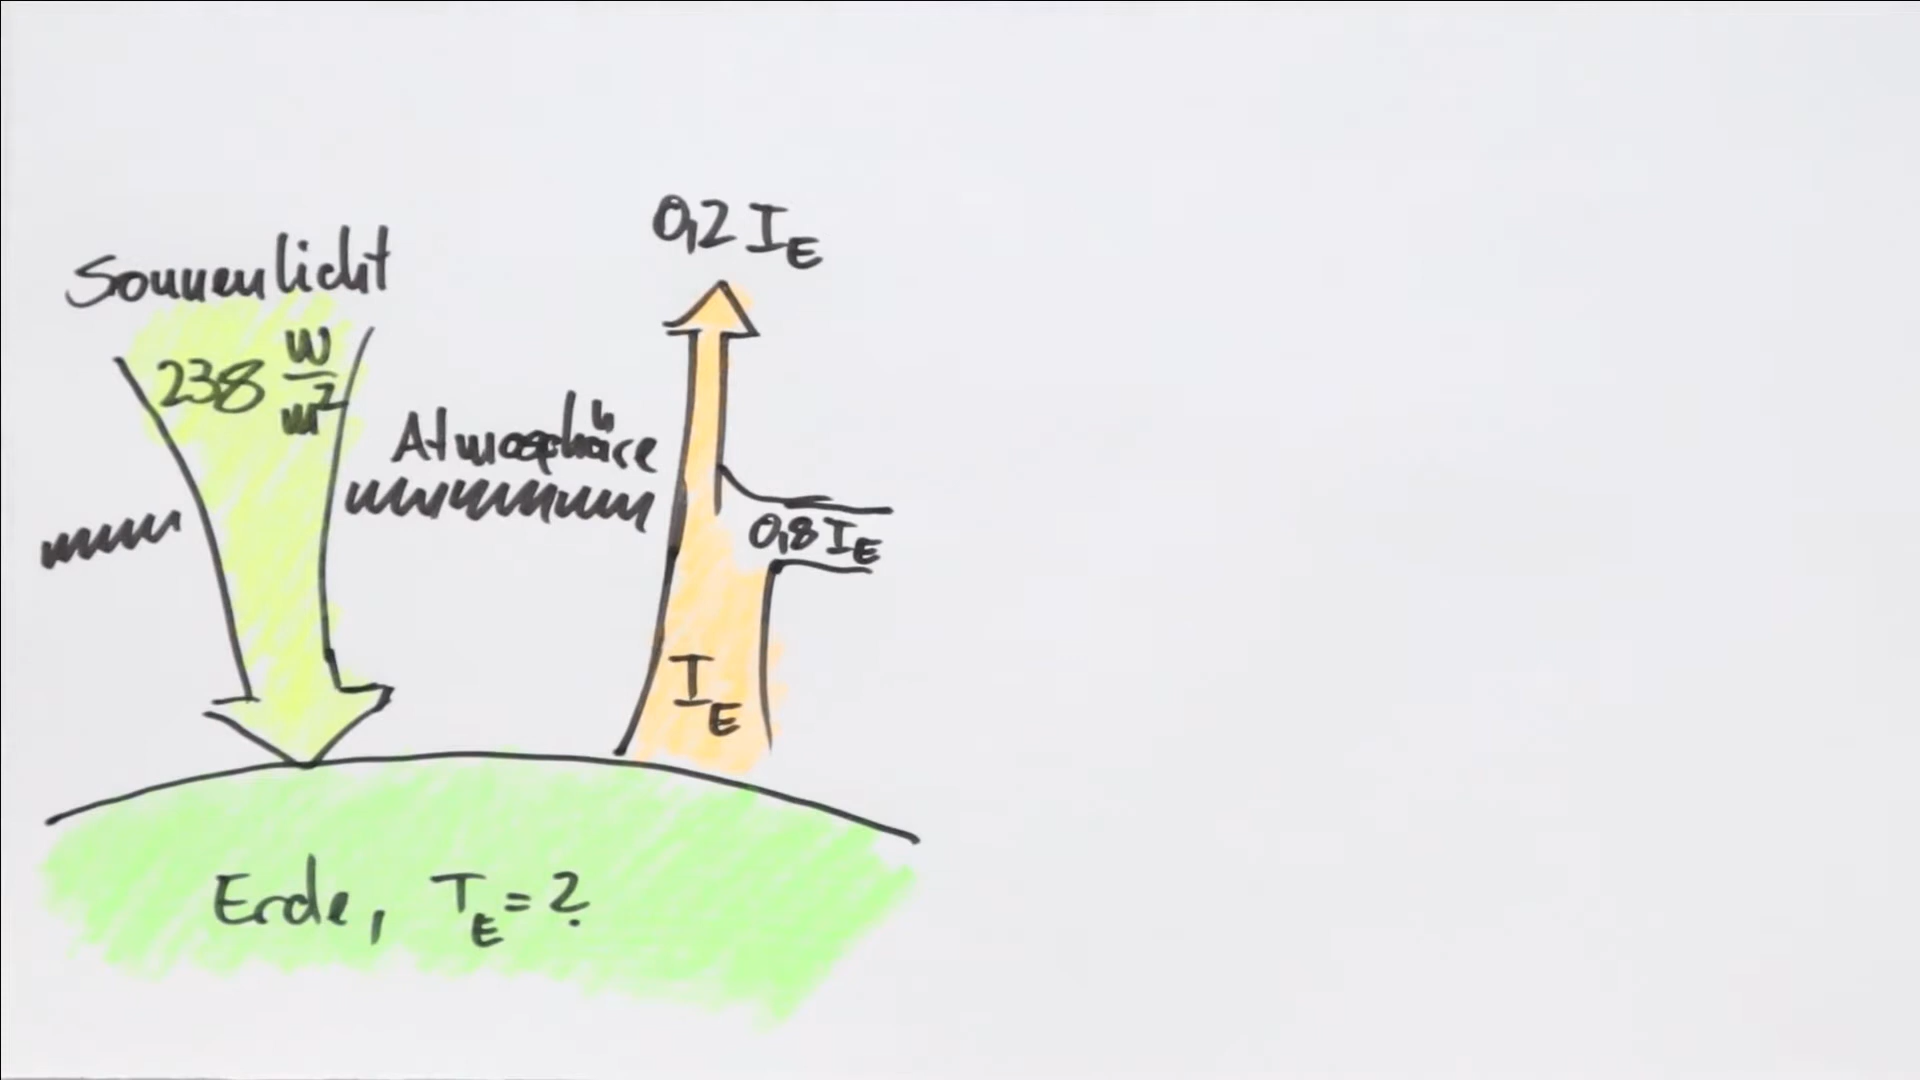 Sonnenlicht
238 W/m²
Atmosphäre
0,2 I_E
0,8 I_E
I_E
Erde, T_E = ?